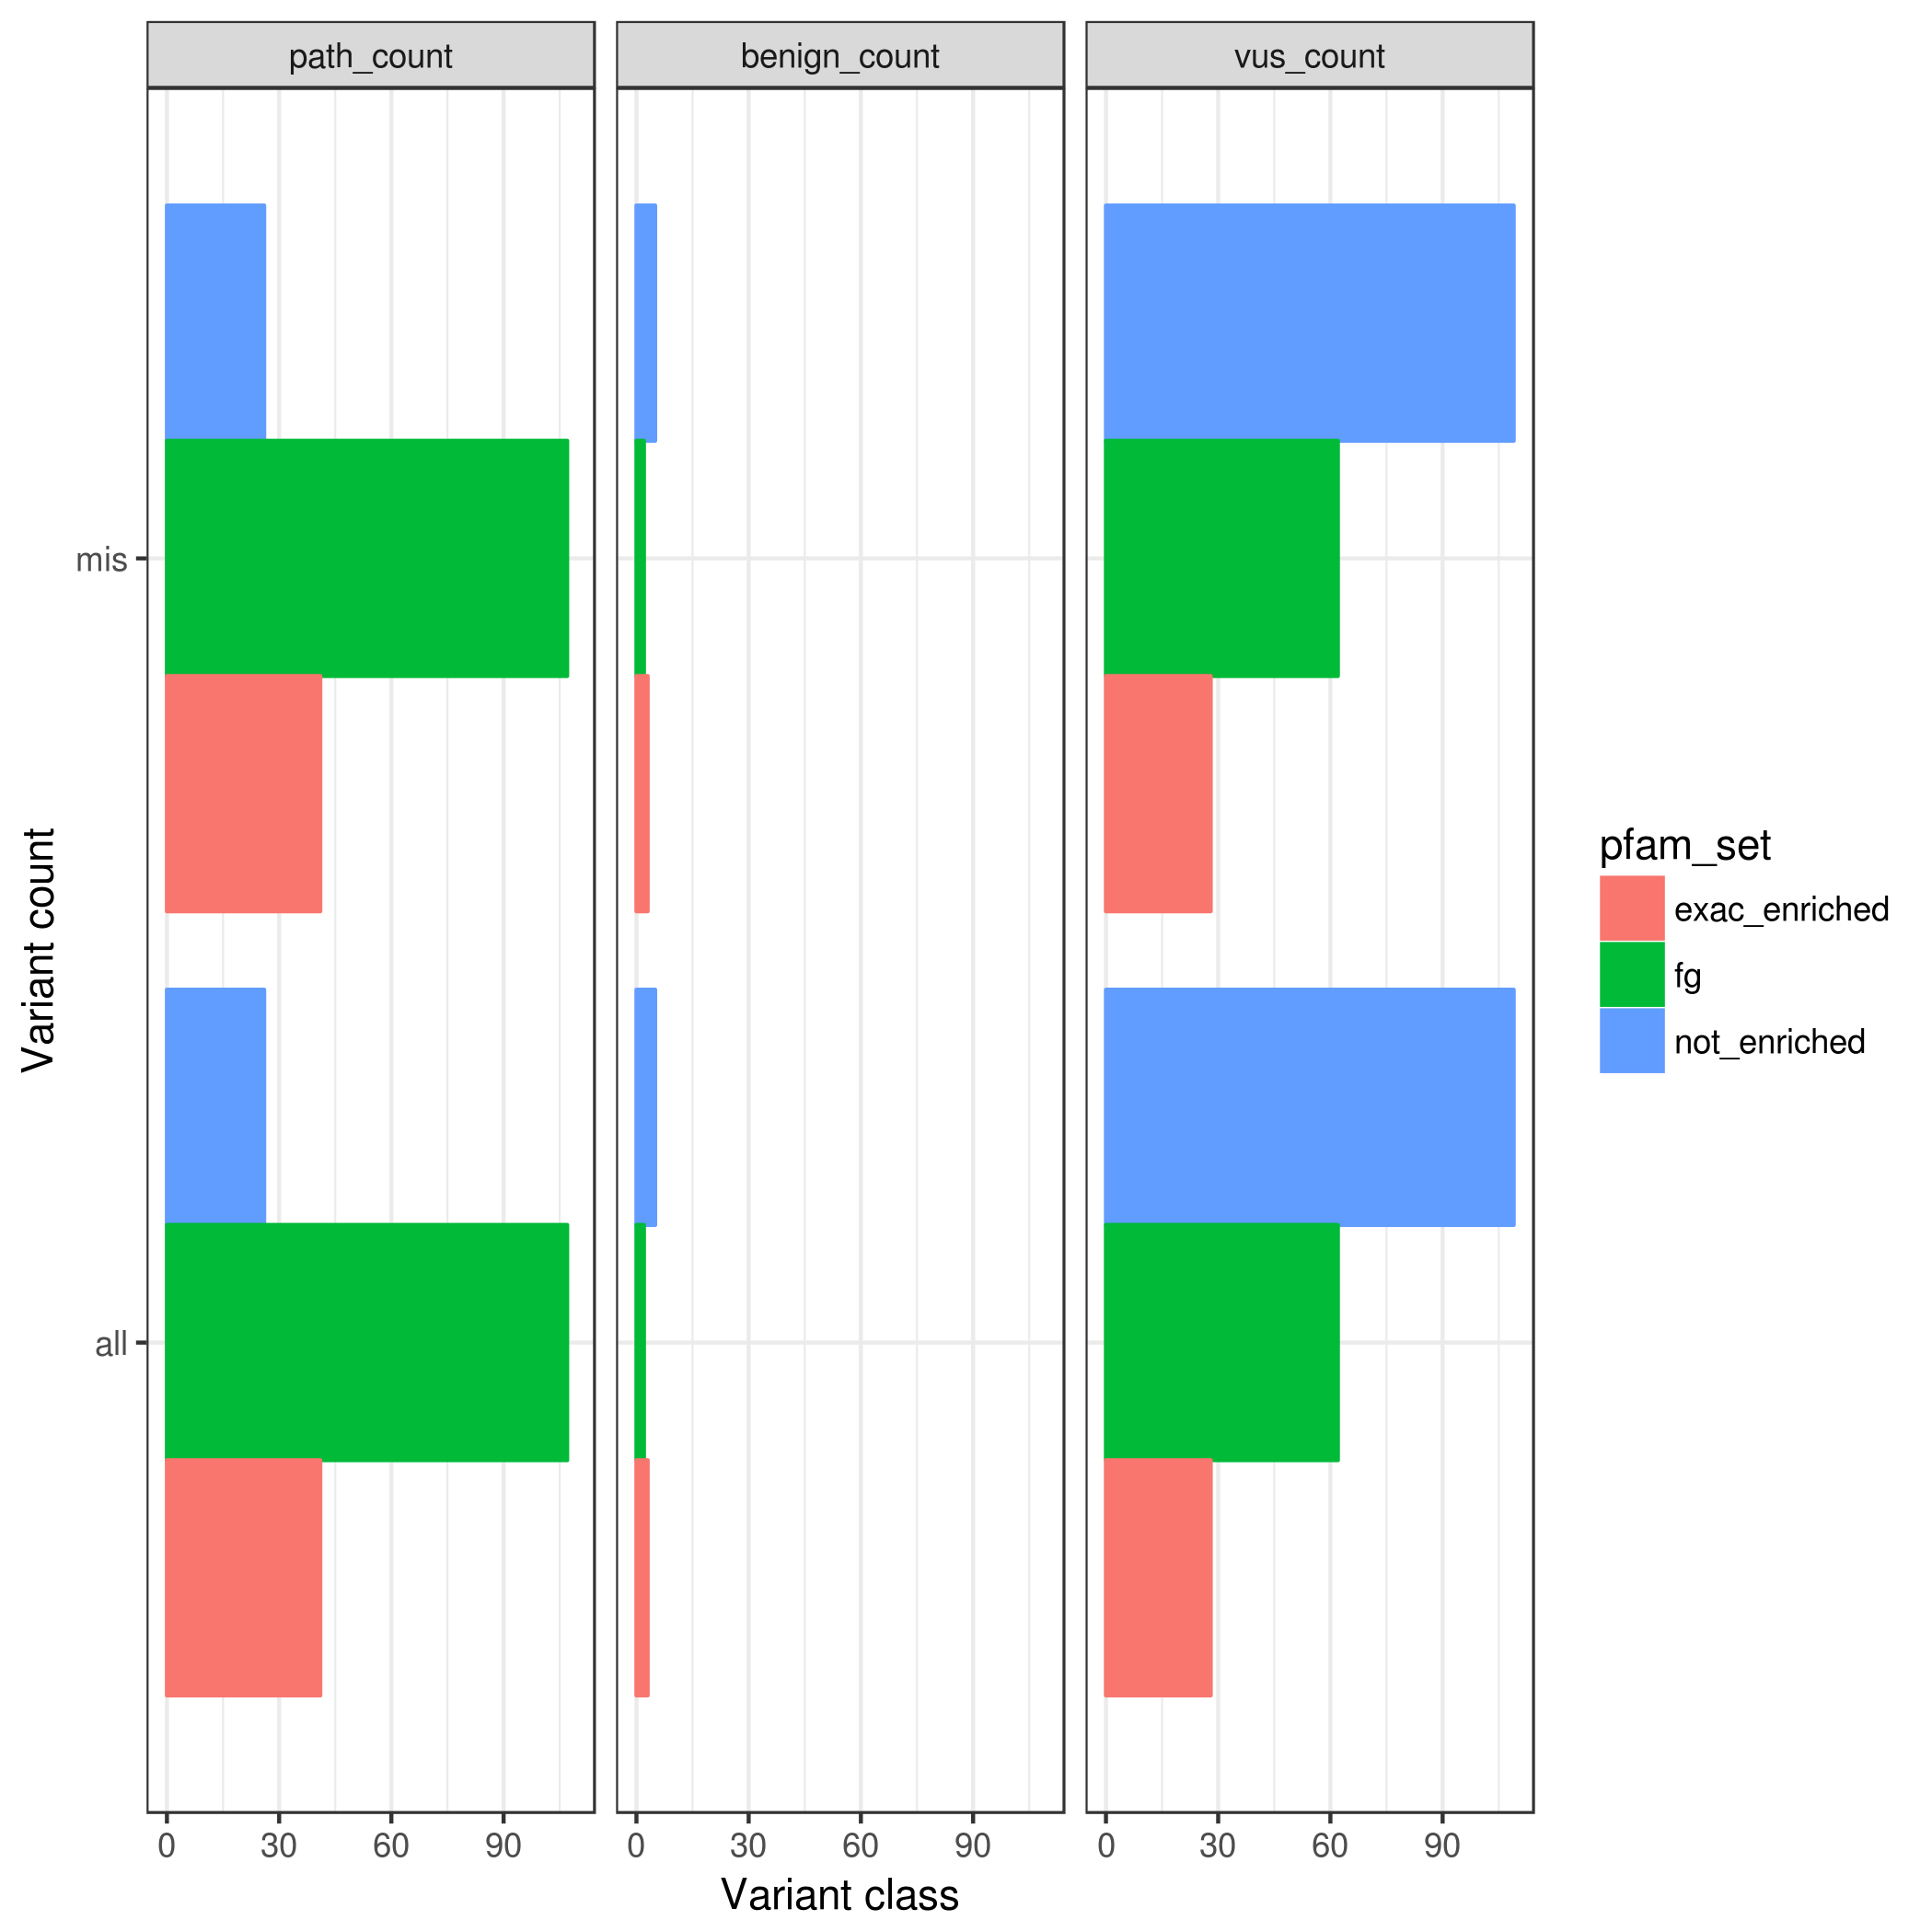 path_count
benign_count
vus_count
Variant count
mis
all
0 30 60 90
0 30 60 90
0 30 60 90
Variant class
pfam_set
exac_enriched
fg
not_enriched